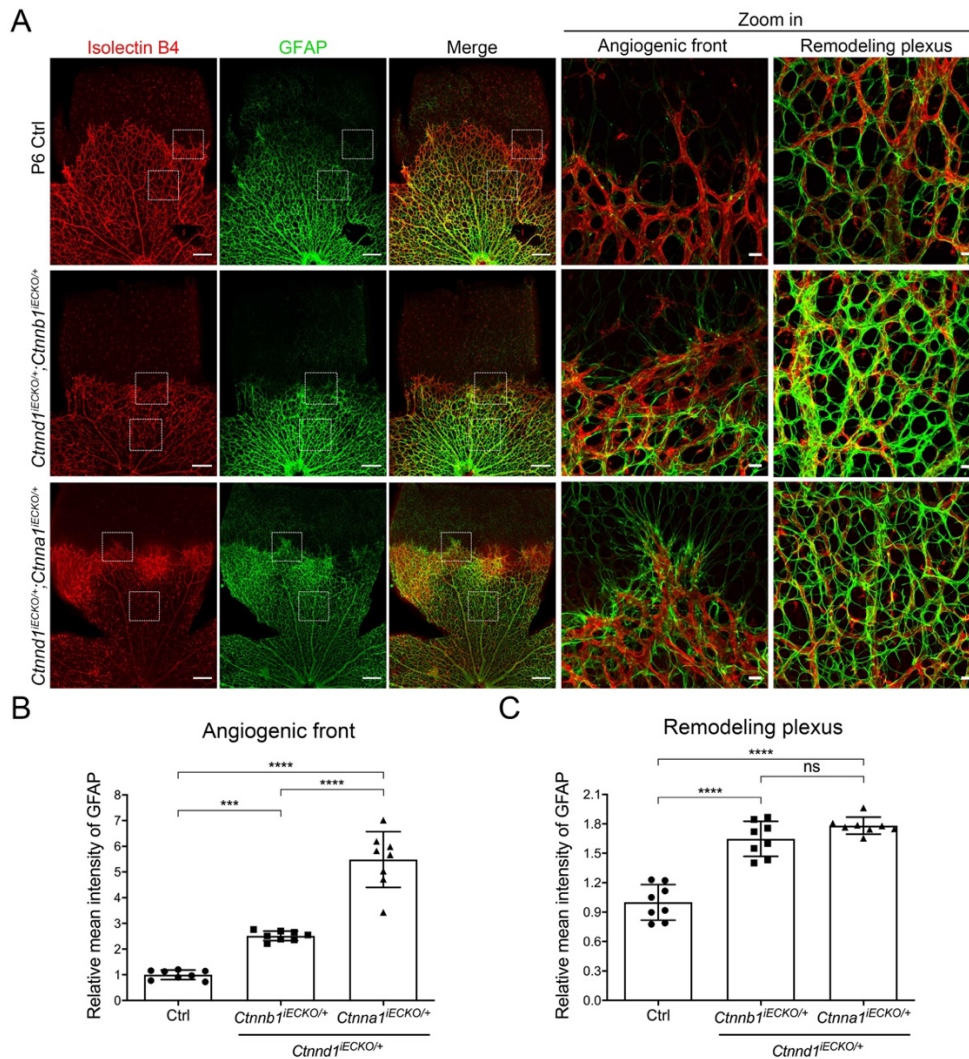 A
Zoom in
Isolectin B4 GFAP Merge Angiogenic front Remodeling plexus
P6 Ctrl
Ctnnd1iECKO/+;Ctnnb1iECKO/+
Ctnnd1iECKO/+;Ctnna1iECKO/+
B
Angiogenic front
Relative mean intensity of GFAP
8
7
6
5
4
3
2
1
0
****
*** ****
Ctrl Ctnnb1iECKO/+ Ctnna1iECKO/+
Ctnnd1iECKO/+
C
Remodeling plexus
Relative mean intensity of GFAP
2.1
1.8
1.5
1.2
0.9
0.6
0.3
0.0
****
ns
****
Ctrl Ctnnb1iECKO/+ Ctnna1iECKO/+
Ctnnd1iECKO/+